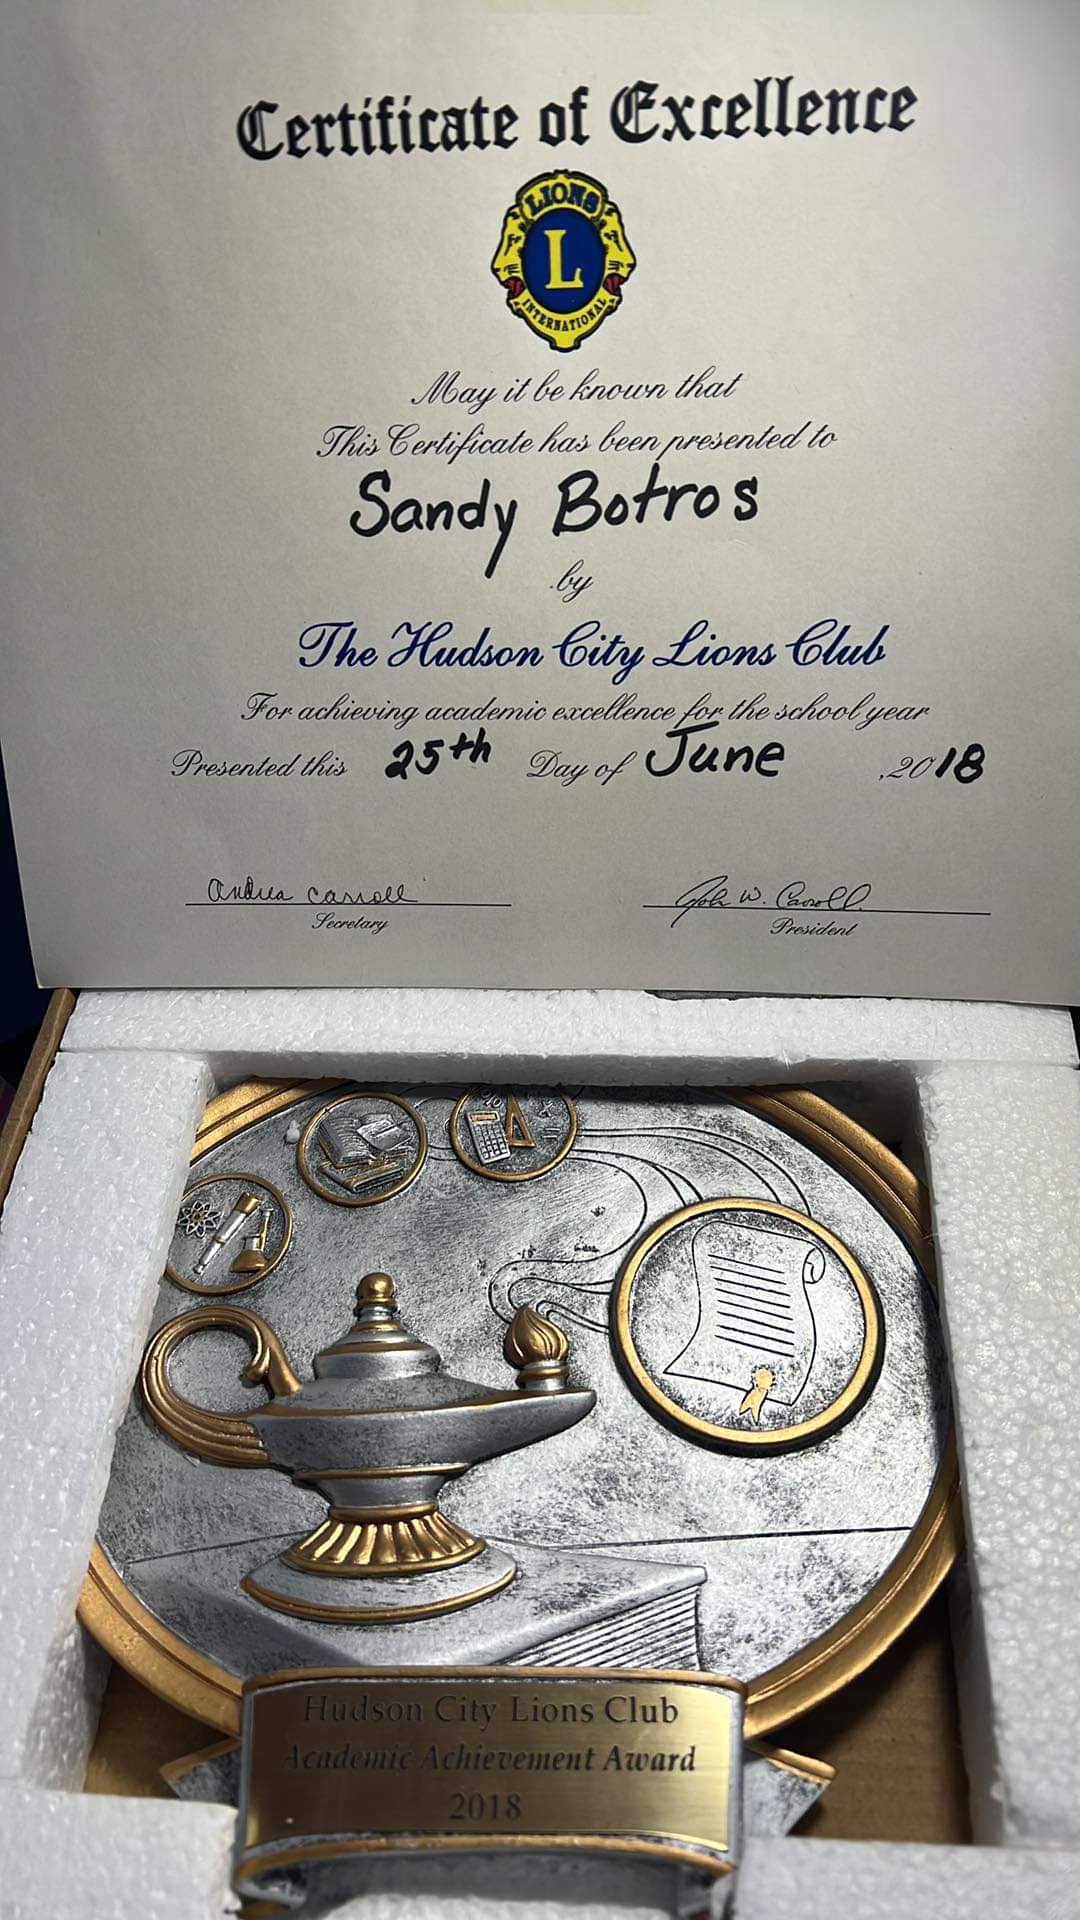 Certificate of Excellence
LIONS
L
INTERNATIONAL
May it be known that
This Certificate has been presented to
Sandy Botros
by
The Hudson City Lions Club
For achieving academic excellence for the school year
Presented this 25th Day of June ,2018
Andrea Carroll
Secretary
John W. Carroll
President
Hudson City Lions Club
Academic Achievement Award
2018